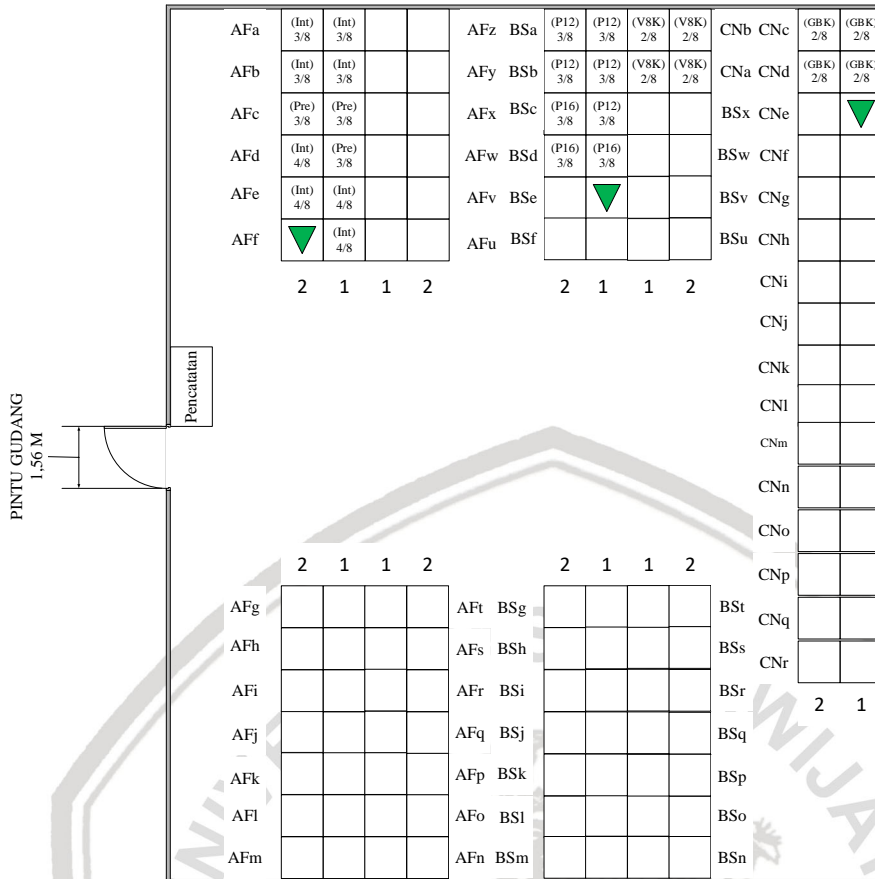 AFa (Int) (Int) AFz BSa (P12) (P12) (V8K) (V8K) CNb CNc (GBK) (GBK)
3/8 3/8 3/8 3/8 2/8 2/8 2/8 2/8
AFb (Int) (Int) AFy BSb (P12) (P12) (V8K) (V8K) CNa CNd (GBK) (GBK)
3/8 3/8 3/8 3/8 2/8 2/8 2/8 2/8
AFc (Pre) (Pre) AFx BSc (P16) (P12) BSx CNe
3/8 3/8 3/8 3/8
AFd (Int) (Pre) AFw BSd (P16) (P16) BSw CNf
4/8 3/8 3/8 3/8
AFe (Int) (Int) AFv BSe BSv CNg
4/8 4/8
AFf (Int) AFu BSf BSu CNh
4/8
2 1 1 2 2 1 1 2 CNi
CNj
CNk
Pencatatan
CNl
PINTU GUDANG
1,56 M
CNm
CNn
CNo
2 1 1 2 2 1 1 2 CNp
AFg AFt BSg BSt CNq
AFh AFs BSh BSs CNr
AFi AFr BSi BSr
2 1
AFj AFq BSj BSq
AFk AFp BSk BSp
AFl AFo BSl BSo
AFm AFn BSm BSn